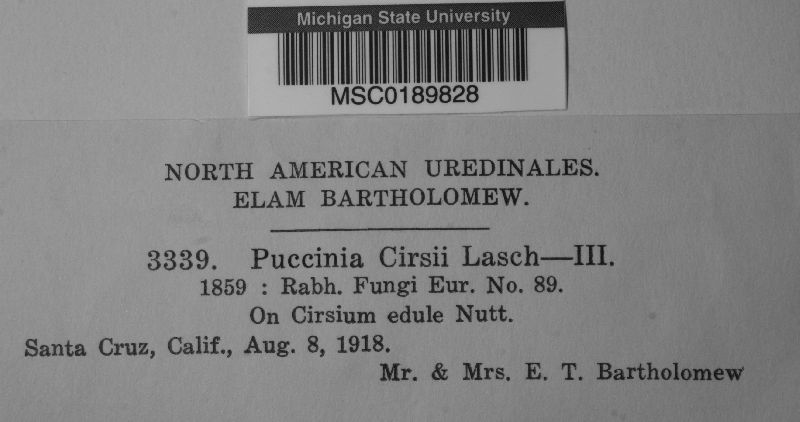 Michigan State University
MSC0189828
NORTH AMERICAN UREDINALES.
ELAM BARTHOLOMEW.
3339. Puccinia Cirsii Lasch—III.
1859 : Rabh. Fungi Eur. No. 89.
On Cirsium edule Nutt.
Santa Cruz, Calif., Aug. 8, 1918.
Mr. & Mrs. E. T. Bartholomew